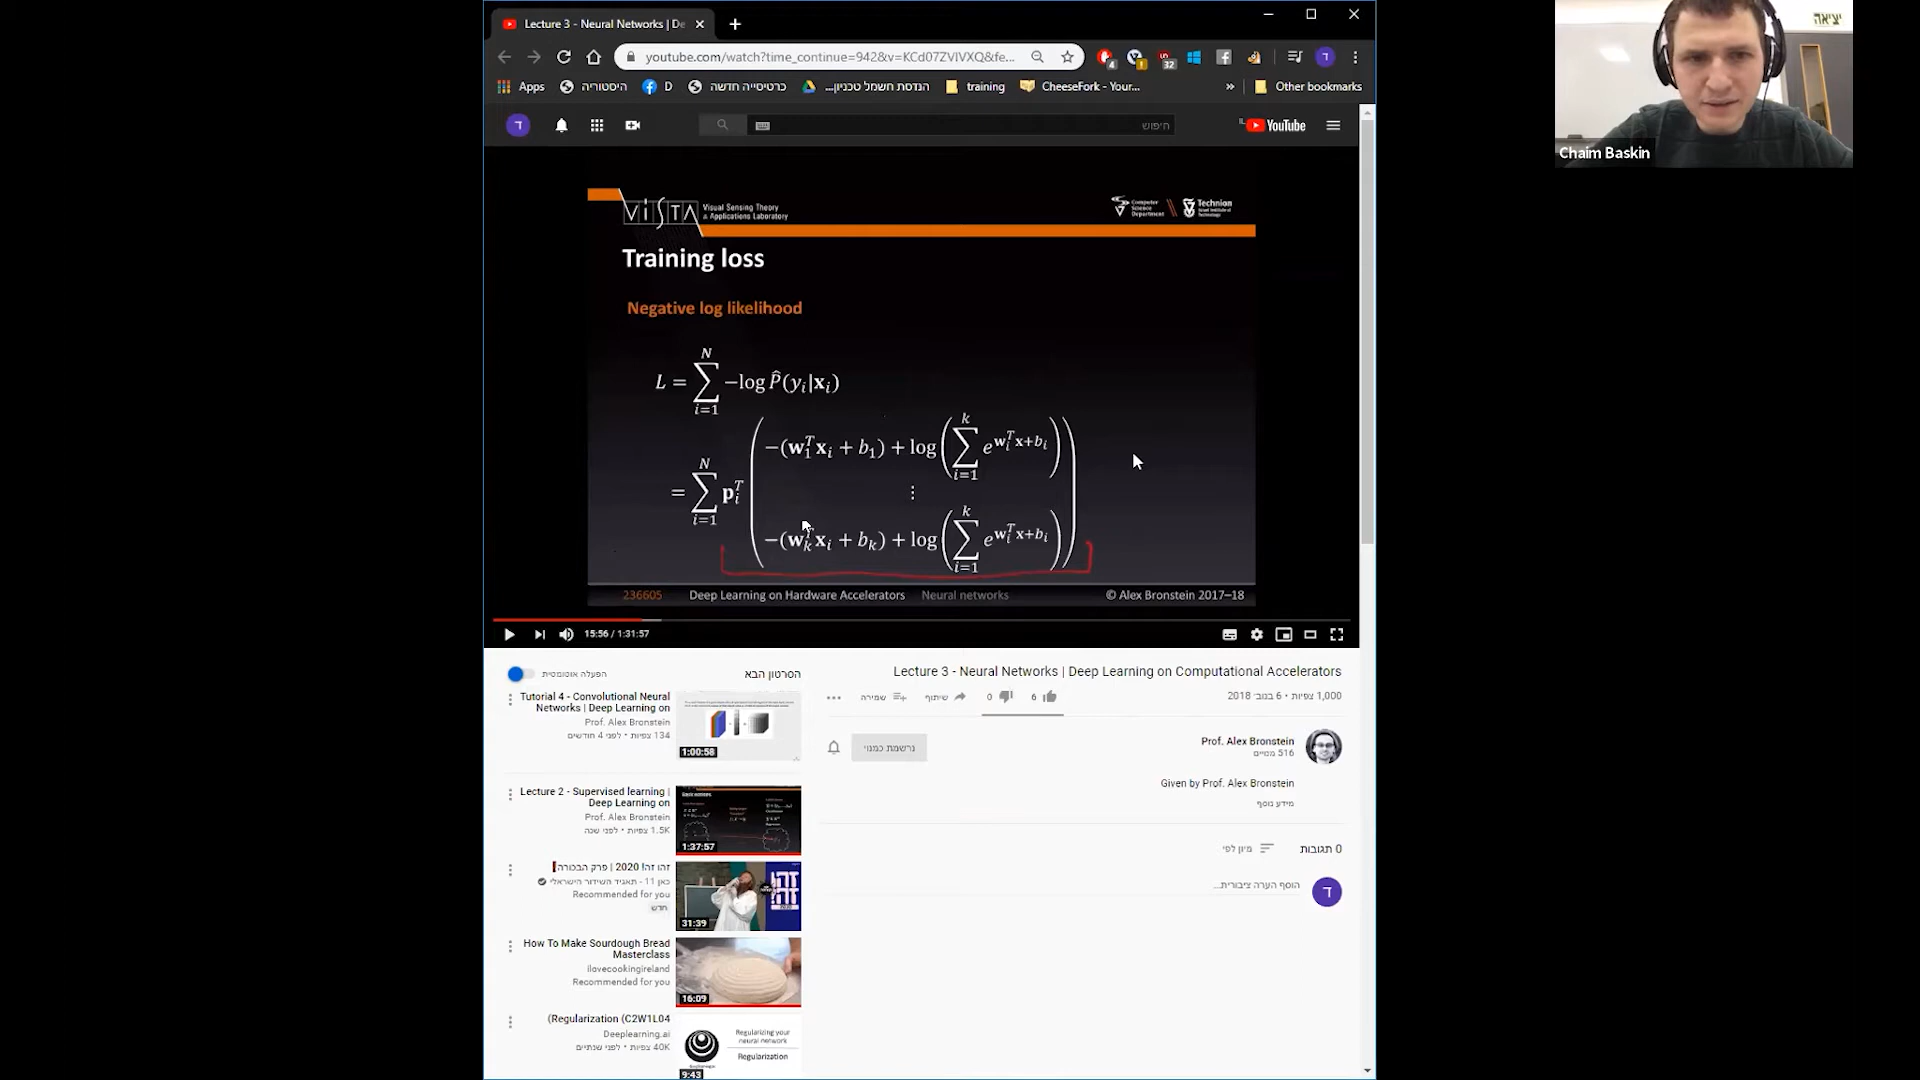 Lecture 3 - Neural Networks | De
youtube.com/watch?time_continue=942&v=KCd07ZVIVXQ&fe...
Apps
היסטוריה
D
כרטיסייה חדשה
הנדסת חשמל טכניון...
training
CheeseFork - Your...
»
Other bookmarks
ד
חיפוש
IL
YouTube
יציאה
Chaim Baskin
VISTA Visual Sensing Theory
& Applications Laboratory
Computer
Science
Department
Technion
Training loss
Negative log likelihood
L = ∑_{i=1}^{N} −log P̂(y_i|x_i)
= ∑_{i=1}^{N} p_i^T ( −(w_1^T x_i + b_1) + log( ∑_{i=1}^{k} e^{w_i^T x+b_i} )
⋮
−(w_k^T x_i + b_k) + log( ∑_{i=1}^{k} e^{w_i^T x+b_i} ) )
236605 Deep Learning on Hardware Accelerators Neural networks © Alex Bronstein 2017–18
15:56 / 1:31:57
Lecture 3 - Neural Networks | Deep Learning on Computational Accelerators
1,000 צפיות • 6 בנוב׳ 2018
6
0
שיתוף
שמירה
...
Prof. Alex Bronstein
516 מנויים
נרשמת כמנוי
Given by Prof. Alex Bronstein
מידע נוסף
0 תגובות
מיון לפי
ד
הוסף הערה ציבורית...
הסרטון הבא
הפעלה אוטומטית
Tutorial 4 - Convolutional Neural
Networks | Deep Learning on
Prof. Alex Bronstein
134 צפיות • לפני 4 חודשים
1:00:58
Lecture 2 - Supervised learning |
Deep Learning on
Prof. Alex Bronstein
1.5K צפיות • לפני שנה
1:37:57
זהו זה! 2020 | פרק הבכורה
כאן 11 - תאגיד השידור הישראלי
Recommended for you
חדש
31:39
How To Make Sourdough Bread
Masterclass
ilovecookingireland
Recommended for you
16:09
(Regularization (C2W1L04
Deeplearning.ai
40K צפיות • לפני שנתיים
Regularizing your
neural network
Regularization
9:43